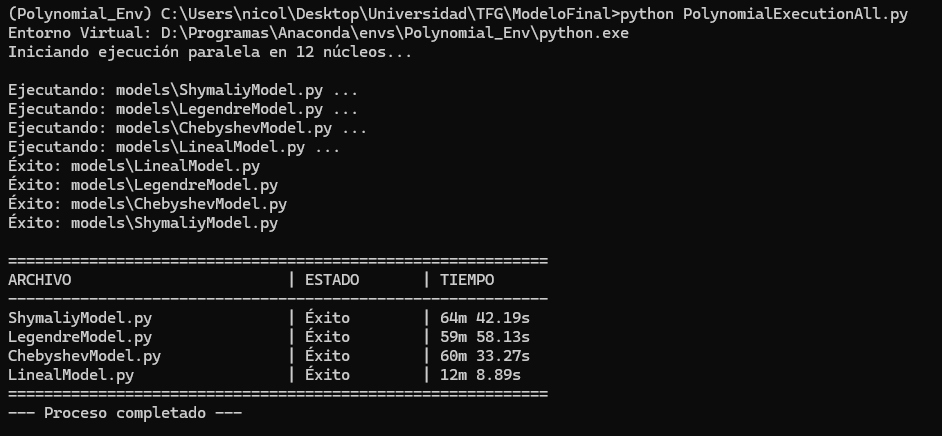 (Polynomial_Env) C:\Users\nicol\Desktop\Universidad\TFG\ModeloFinal>python PolynomialExecutionAll.py
Entorno Virtual: D:\Programas\Anaconda\envs\Polynomial_Env\python.exe
Iniciando ejecución paralela en 12 núcleos...
Ejecutando: models\ShymaliyModel.py ...
Ejecutando: models\LegendreModel.py ...
Ejecutando: models\ChebyshevModel.py ...
Ejecutando: models\LinealModel.py ...
Éxito: models\LinealModel.py
Éxito: models\LegendreModel.py
Éxito: models\ChebyshevModel.py
Éxito: models\ShymaliyModel.py
============================================================
ARCHIVO                        | ESTADO       | TIEMPO
------------------------------------------------------------
ShymaliyModel.py               | Éxito        | 64m 42.19s
LegendreModel.py               | Éxito        | 59m 58.13s
ChebyshevModel.py              | Éxito        | 60m 33.27s
LinealModel.py                 | Éxito        | 12m 8.89s
============================================================
--- Proceso completado ---